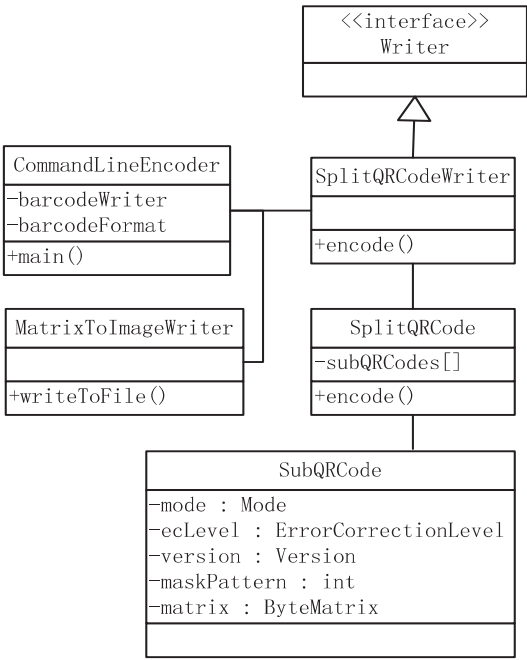 <<interface>>
Writer
CommandLineEncoder
-barcodeWriter
-barcodeFormat
+main()
SplitQRCodeWriter
+encode()
MatrixToImageWriter
+writeToFile()
SplitQRCode
-subQRCodes[]
+encode()
SubQRCode
-mode : Mode
-ecLevel : ErrorCorrectionLevel
-version : Version
-maskPattern : int
-matrix : ByteMatrix